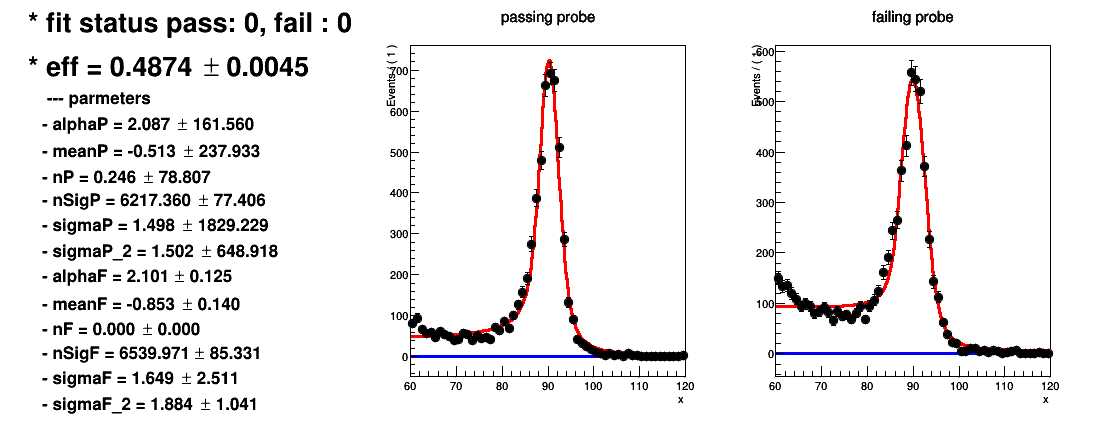 * fit status pass: 0, fail : 0
* eff = 0.4874 ± 0.0045
--- parmeters
- alphaP = 2.087 ± 161.560
- meanP = -0.513 ± 237.933
- nP = 0.246 ± 78.807
- nSigP = 6217.360 ± 77.406
- sigmaP = 1.498 ± 1829.229
- sigmaP_2 = 1.502 ± 648.918
- alphaF = 2.101 ± 0.125
- meanF = -0.853 ± 0.140
- nF = 0.000 ± 0.000
- nSigF = 6539.971 ± 85.331
- sigmaF = 1.649 ± 2.511
- sigmaF_2 = 1.884 ± 1.041
passing probe
Events / ( 1 )
700
600
500
400
300
200
100
0
60 70 80 90 100 110 120
x
failing probe
Events / ( 1 )
600
500
400
300
200
100
0
60 70 80 90 100 110 120
x